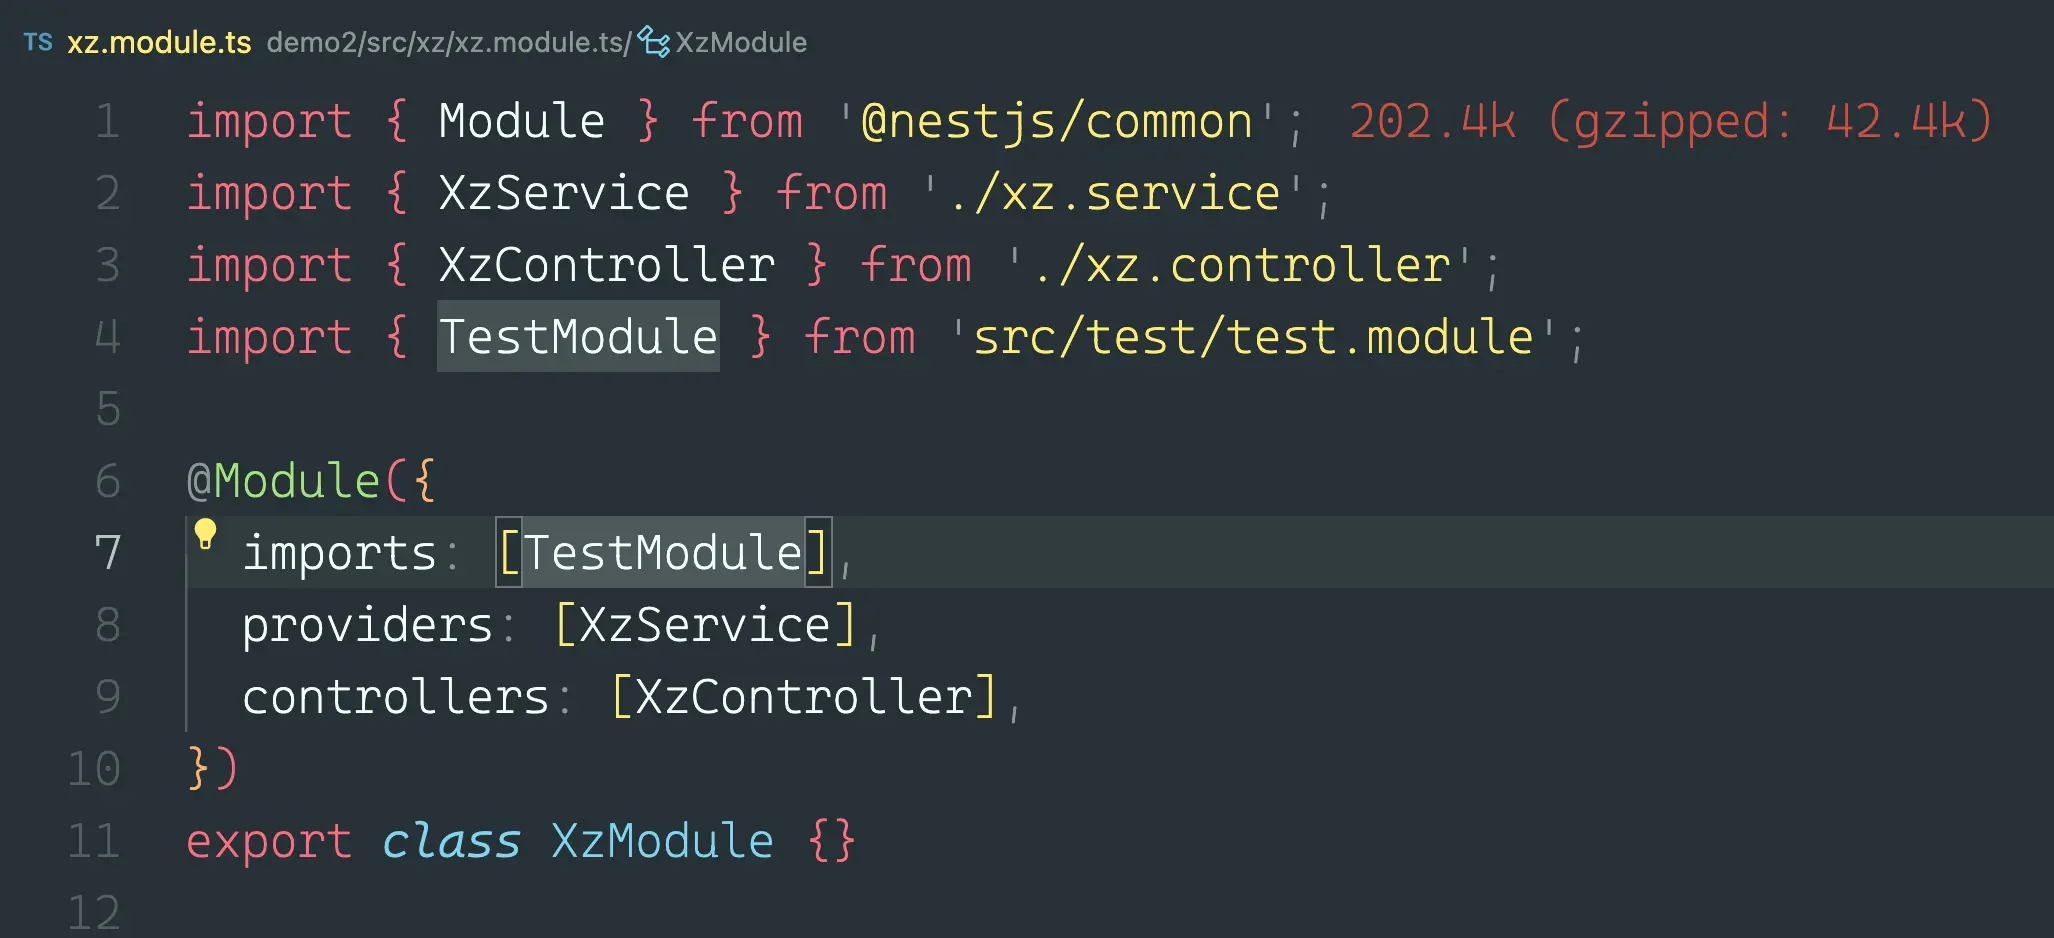 TS xz.module.ts demo2/src/xz/xz.module.ts/ XzModule
1 import { Module } from '@nestjs/common'; 202.4k (gzipped: 42.4k)
2 import { XzService } from './xz.service';
3 import { XzController } from './xz.controller';
4 import { TestModule } from 'src/test/test.module';
5
6 @Module({
7 imports: [TestModule],
8 providers: [XzService],
9 controllers: [XzController],
10 })
11 export class XzModule {}
12